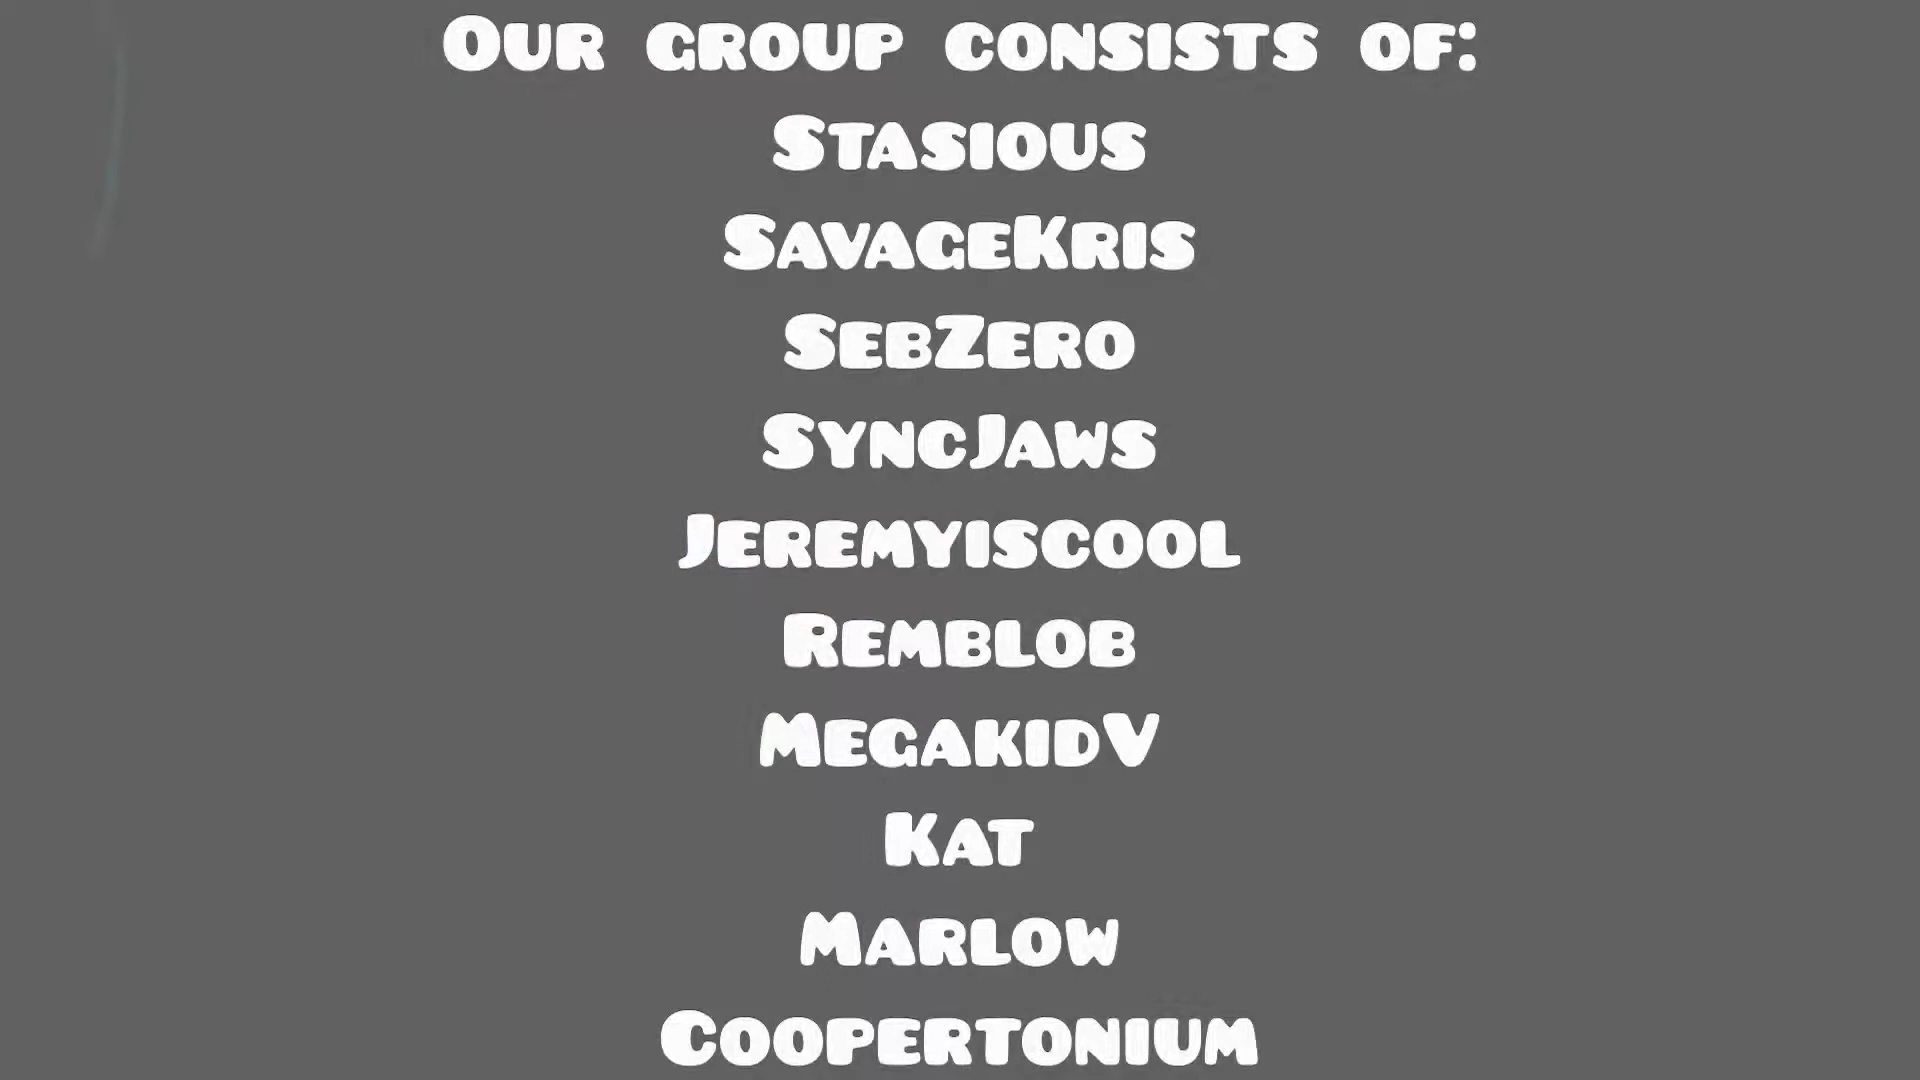 Our group consists of:
Stasious
SavageKris
SebZero
SyncJaws
Jeremyiscool
Remblob
MegakidV
Kat
Marlow
Coopertonium